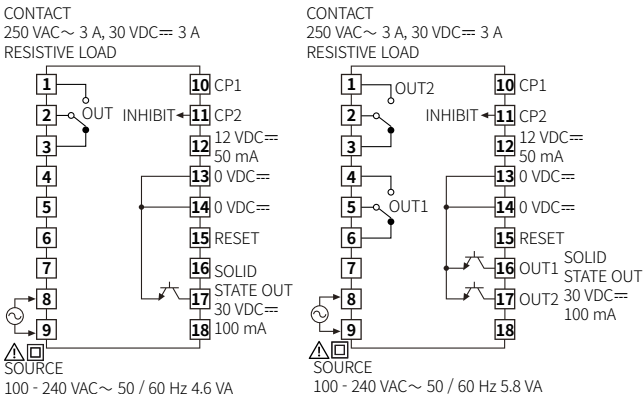 CONTACT
250 VAC∼ 3 A, 30 VDC⎓ 3 A
RESISTIVE LOAD
1
2
3
4
5
6
7
8
9
OUT
INHIBIT
10 CP1
11 CP2
12 12 VDC⎓
50 mA
13 0 VDC⎓
14 0 VDC⎓
15 RESET
16 SOLID
STATE OUT
17 30 VDC⎓
100 mA
18
SOURCE
100 - 240 VAC∼ 50 / 60 Hz 4.6 VA
CONTACT
250 VAC∼ 3 A, 30 VDC⎓ 3 A
RESISTIVE LOAD
1
2
3
4
5
6
7
8
9
OUT2
OUT1
INHIBIT
10 CP1
11 CP2
12 12 VDC⎓
50 mA
13 0 VDC⎓
14 0 VDC⎓
15 RESET
16 OUT1
17 OUT2
SOLID
STATE OUT
30 VDC⎓
100 mA
18
SOURCE
100 - 240 VAC∼ 50 / 60 Hz 5.8 VA